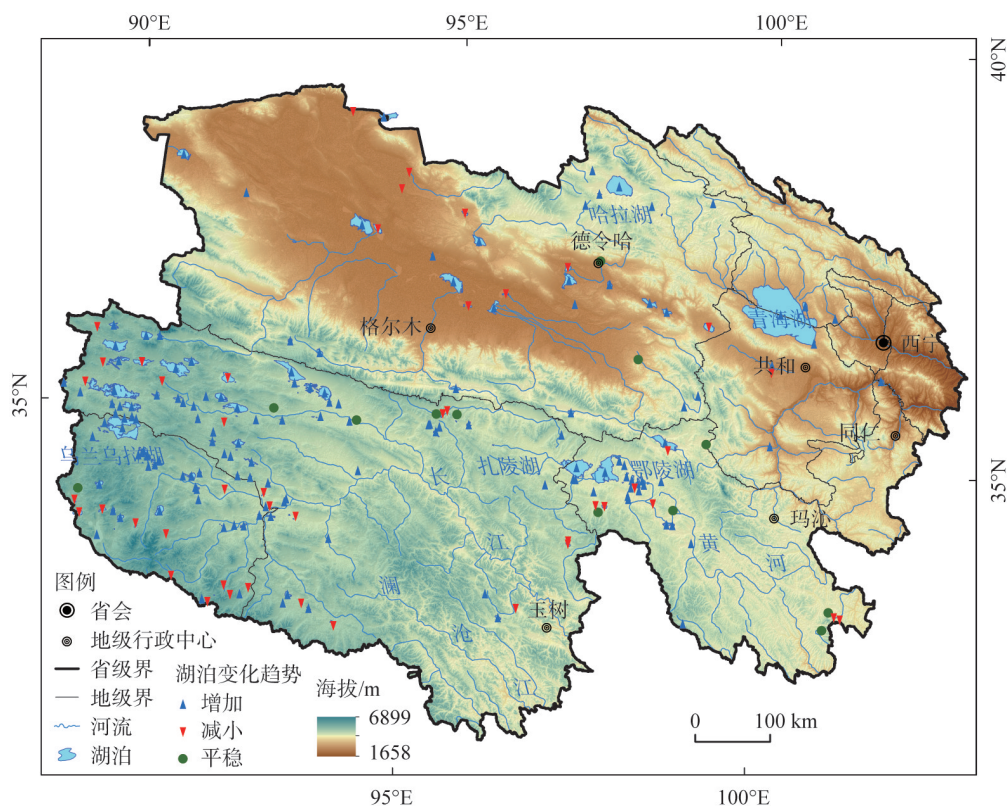 90°E 95°E 100°E
40°N
哈拉湖
德令哈
青海湖
格尔木
西宁
共和
35°N
同仁
乌兰乌拉湖
扎陵湖
鄂陵湖
35°N
长
江
玛沁
黄
河
澜
沧
江
玉树
图例
省会
地级行政中心
省级界
地级界
河流
湖泊
湖泊变化趋势
增加
减小
平稳
海拔/m
6899
1658
0 100 km
95°E 100°E